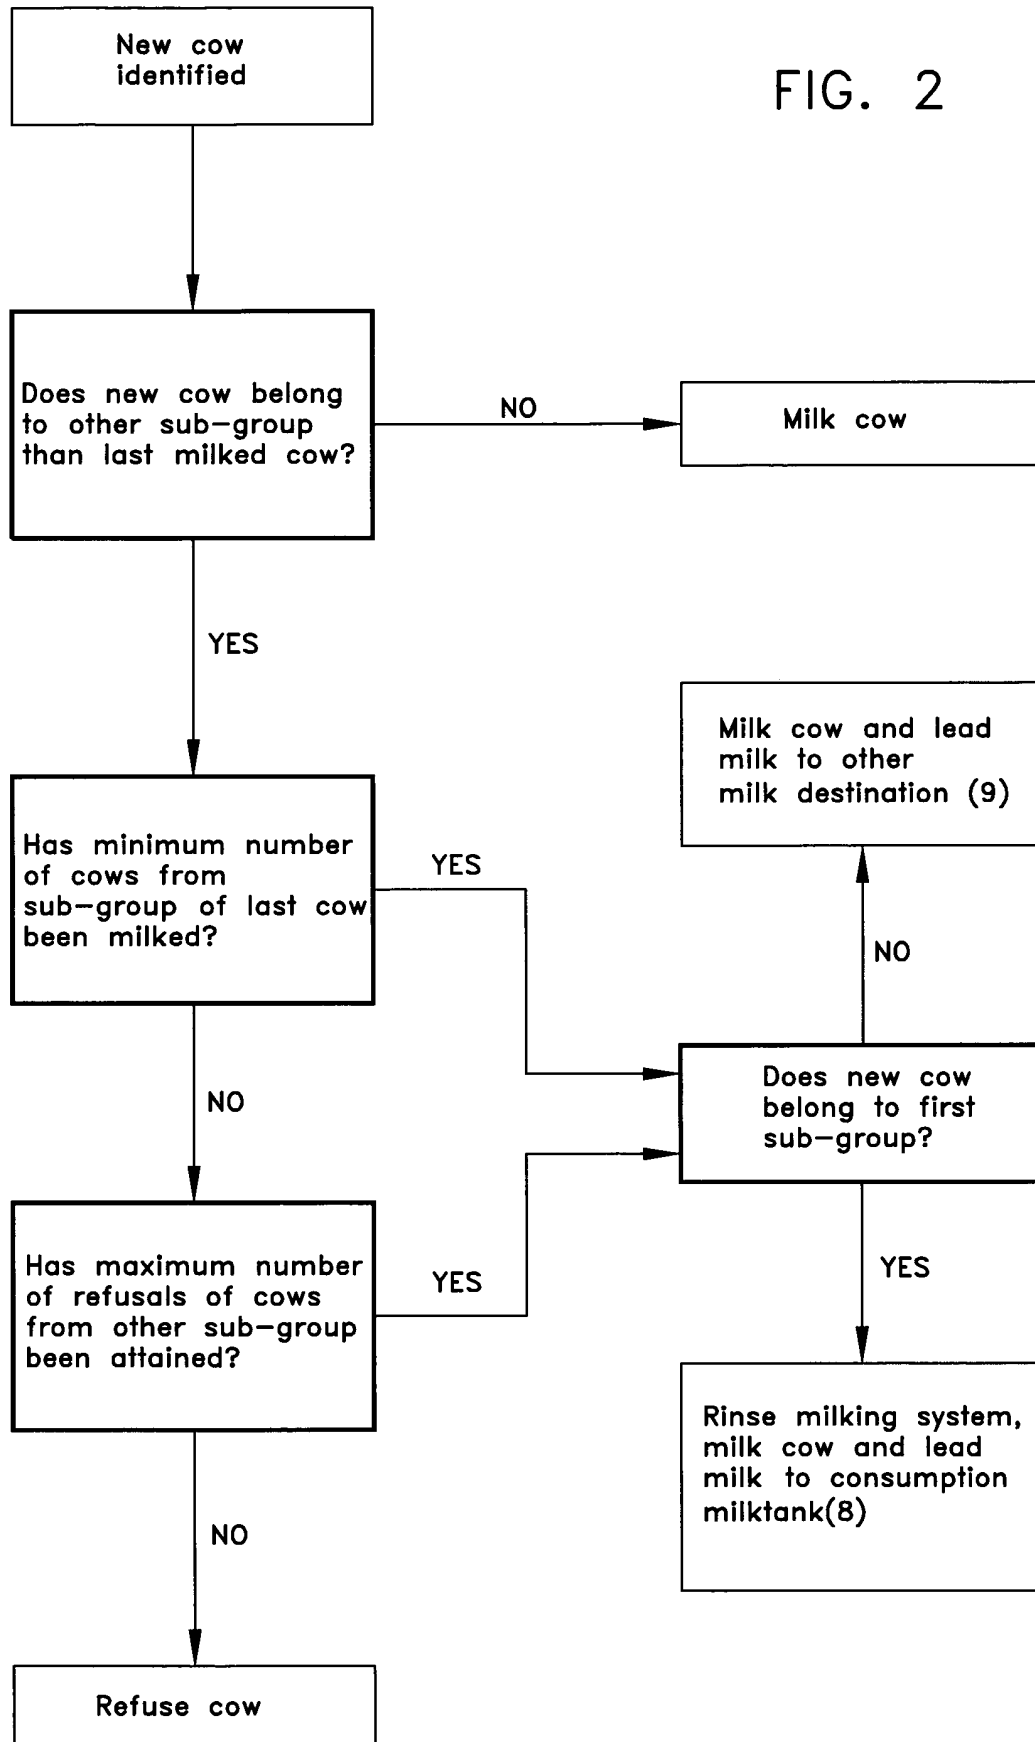 New cow
identified
FIG. 2
Does new cow belong
to other sub-group
than last milked cow?
NO
Milk cow
YES
Has minimum number
of cows from
sub-group of last cow
been milked?
YES
Milk cow and lead
milk to other
milk destination (9)
NO
NO
Does new cow
belong to first
sub-group?
Has maximum number
of refusals of cows
from other sub-group
been attained?
YES
YES
Rinse milking system,
milk cow and lead
milk to consumption
milktank(8)
NO
Refuse cow